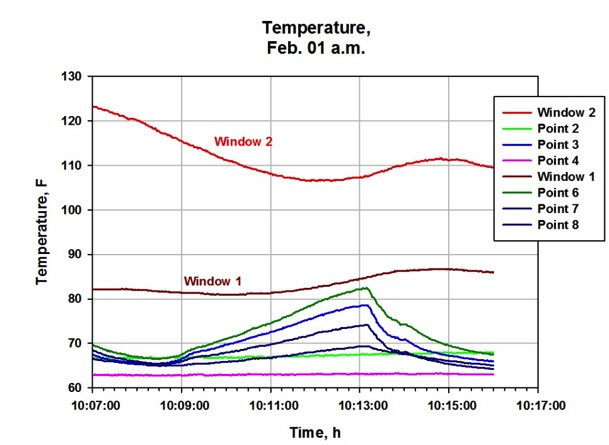 Temperature,
Feb. 01 a.m.
130
120
110
100
90
80
70
60
Temperature, F
Window 2
Window 1
Window 2
Point 2
Point 3
Point 4
Window 1
Point 6
Point 7
Point 8
10:07:00 10:09:00 10:11:00 10:13:00 10:15:00 10:17:00
Time, h